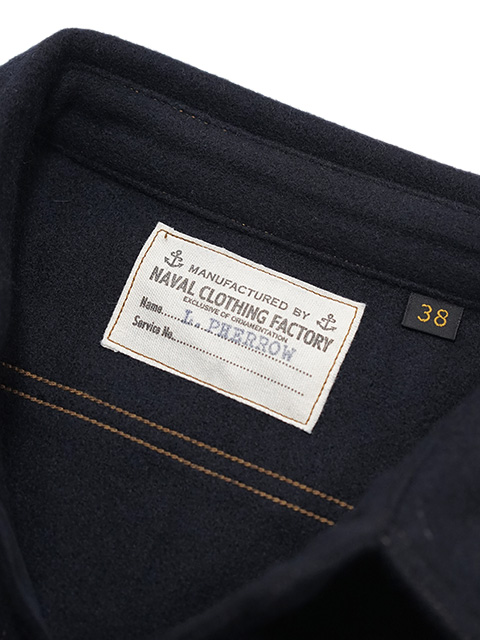 MANUFACTURED BY
NAVAL CLOTHING FACTORY
EXCLUSIVE OF ORNAMENTATION
Name. L. PHERROW
Service No.
38